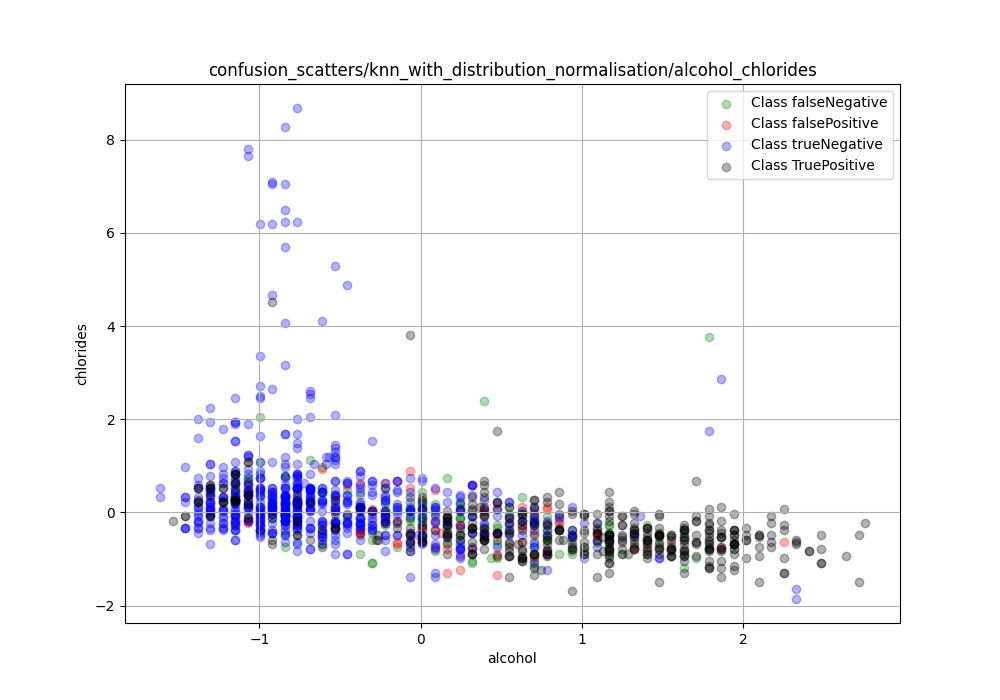 confusion_scatters/knn_with_distribution_normalisation/alcohol_chlorides
Class falseNegative
Class falsePositive
Class trueNegative
Class TruePositive
8
6
4
2
0
−2
chlorides
−1
0
1
2
alcohol